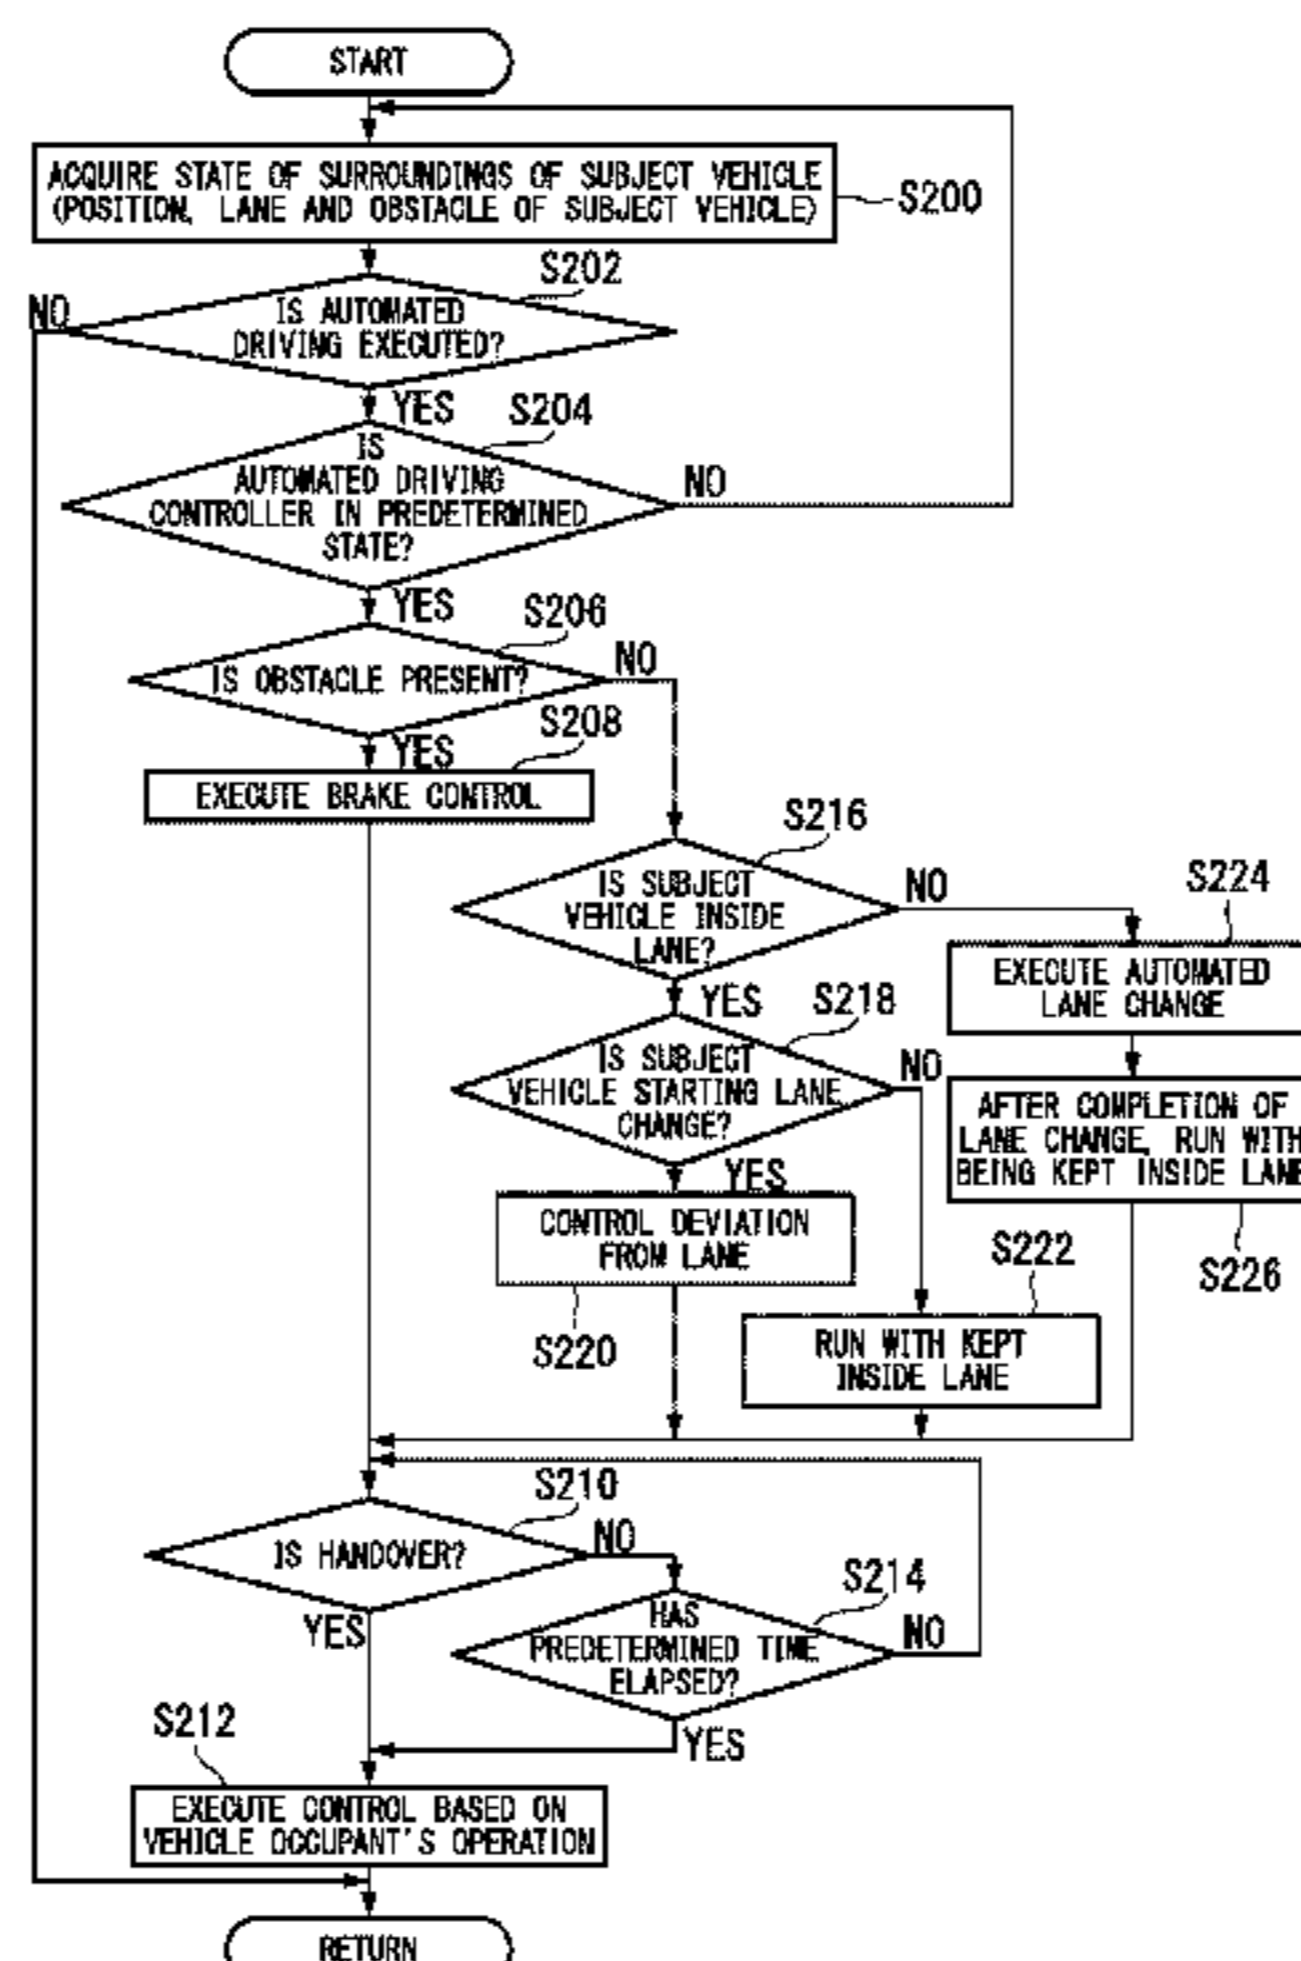 START
ACQUIRE STATE OF SURROUNDINGS OF SUBJECT VEHICLE
(POSITION, LANE AND OBSTACLE OF SUBJECT VEHICLE)
S200
S202
NO
IS AUTOMATED
DRIVING EXECUTED?
YES
S204
IS
AUTOMATED DRIVING
CONTROLLER IN PREDETERMINED
STATE?
NO
YES
S206
IS OBSTACLE PRESENT?
NO
YES
S208
EXECUTE BRAKE CONTROL
S216
IS SUBJECT
VEHICLE INSIDE
LANE?
NO
S224
EXECUTE AUTOMATED
LANE CHANGE
YES
S218
IS SUBJECT
VEHICLE STARTING LANE
CHANGE?
NO
AFTER COMPLETION OF
LANE CHANGE, RUN WITH
BEING KEPT INSIDE LANE
S226
YES
CONTROL DEVIATION
FROM LANE
S220
S222
RUN WITH KEPT
INSIDE LANE
S210
IS HANDOVER?
NO
YES
S214
HAS
PREDETERMINED TIME
ELAPSED?
NO
YES
S212
EXECUTE CONTROL BASED ON
VEHICLE OCCUPANT'S OPERATION
RETURN